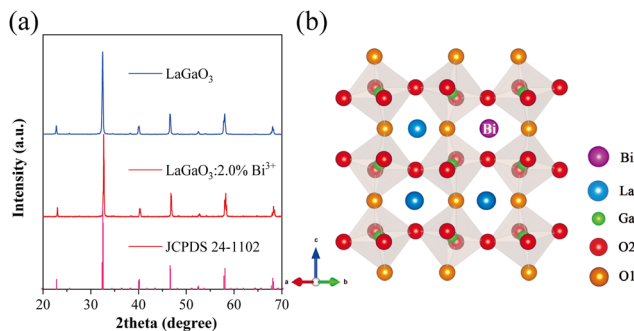 (a)
LaGaO₃
LaGaO₃:2.0% Bi³⁺
JCPDS 24-1102
Intensity (a.u.)
20 30 40 50 60 70
2theta (degree)
(b)
Bi
c
a
b
Bi
La
Ga
O2
O1